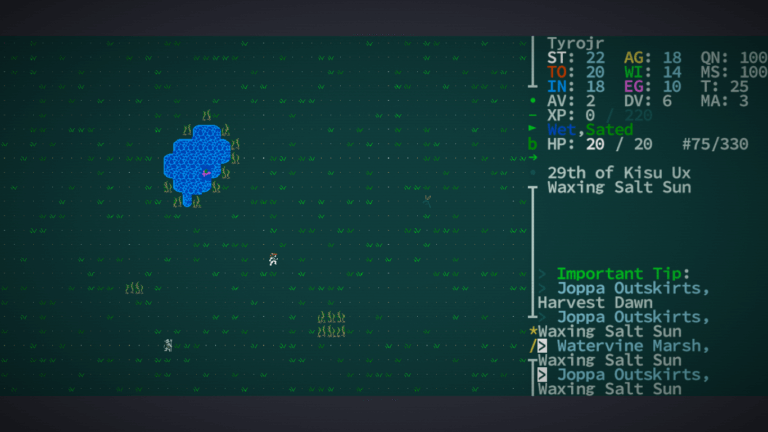 Tyrojr
ST: 22 AG: 18 QN: 100
TO: 20 WI: 14 MS: 100
IN: 18 EG: 10 T: 25
AV: 2 DV: 6 MA: 3
XP: 0 / 220
Wet,Sated
b HP: 20 / 20 #75/330
29th of Kisu Ux
Waxing Salt Sun
> Important Tip:
> Joppa Outskirts,
Harvest Dawn
> Joppa Outskirts,
*Waxing Salt Sun
/> Watervine Marsh,
Waxing Salt Sun
> Joppa Outskirts,
Waxing Salt Sun